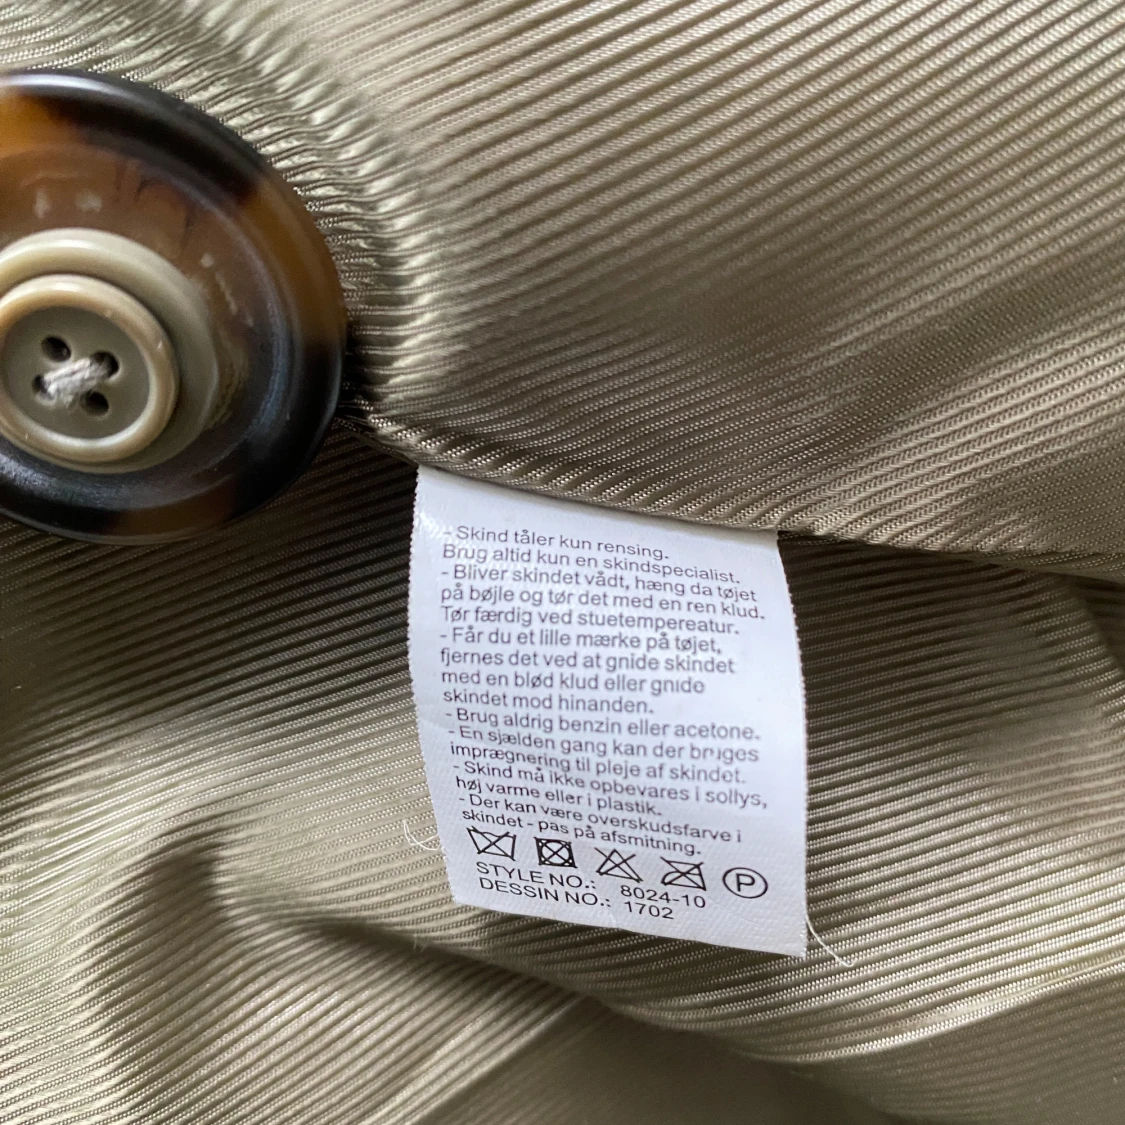 - Skind tåler kun rensing.
Brug altid kun en skindspecialist.
- Bliver skindet vådt, hæng da tøjet
på bøjle og tør det med en ren klud.
Tør færdig ved stuetempereatur.
- Får du et lille mærke på tøjet,
fjernes det ved at gnide skindet
med en blød klud eller gnide
skindet mod hinanden.
- Brug aldrig benzin eller acetone.
- En sjælden gang kan der bruges
imprægnering til pleje af skindet.
- Skind må ikke opbevares i sollys,
høj varme eller i plastik.
- Der kan være overskudsfarve i
skindet - pas på afsmitning.
P
STYLE NO.: 8024-10
DESSIN NO.: 1702